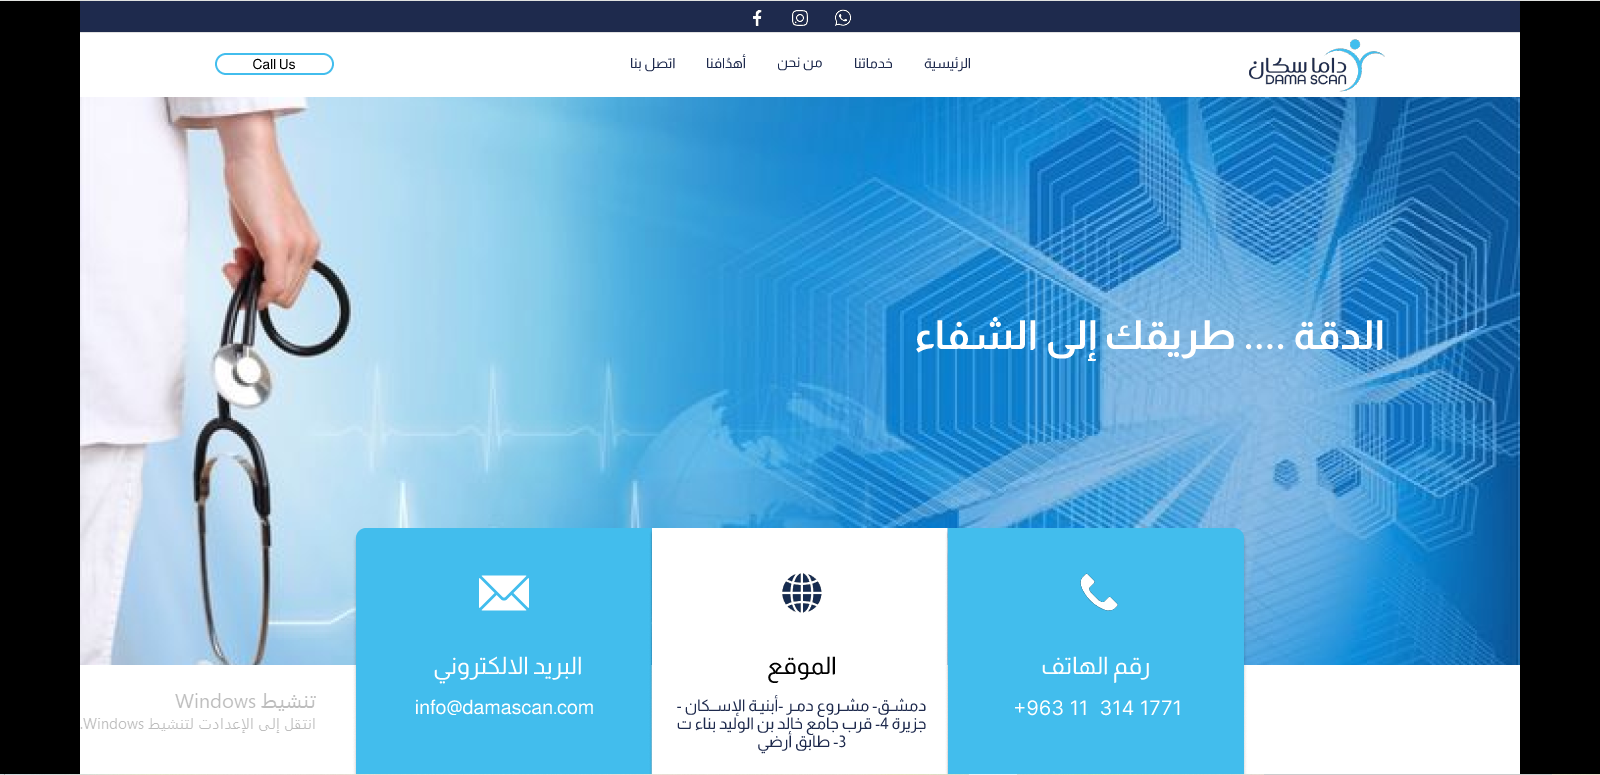 داما سكان
DAMA SCAN
الرئيسية
خدماتنا
من نحن
أهدافنا
اتصل بنا
Call Us
الدقة .... طريقك إلى الشفاء
رقم الهاتف
+963 11 314 1771
الموقع
دمشق- مشروع دمر -أبنية الإسكان -
جزيرة 4- قرب جامع خالد بن الوليد بناء ت
3- طابق أرضي
البريد الالكتروني
info@damascan.com
تنشيط Windows
انتقل إلى الإعدادت لتنشيط Windows.